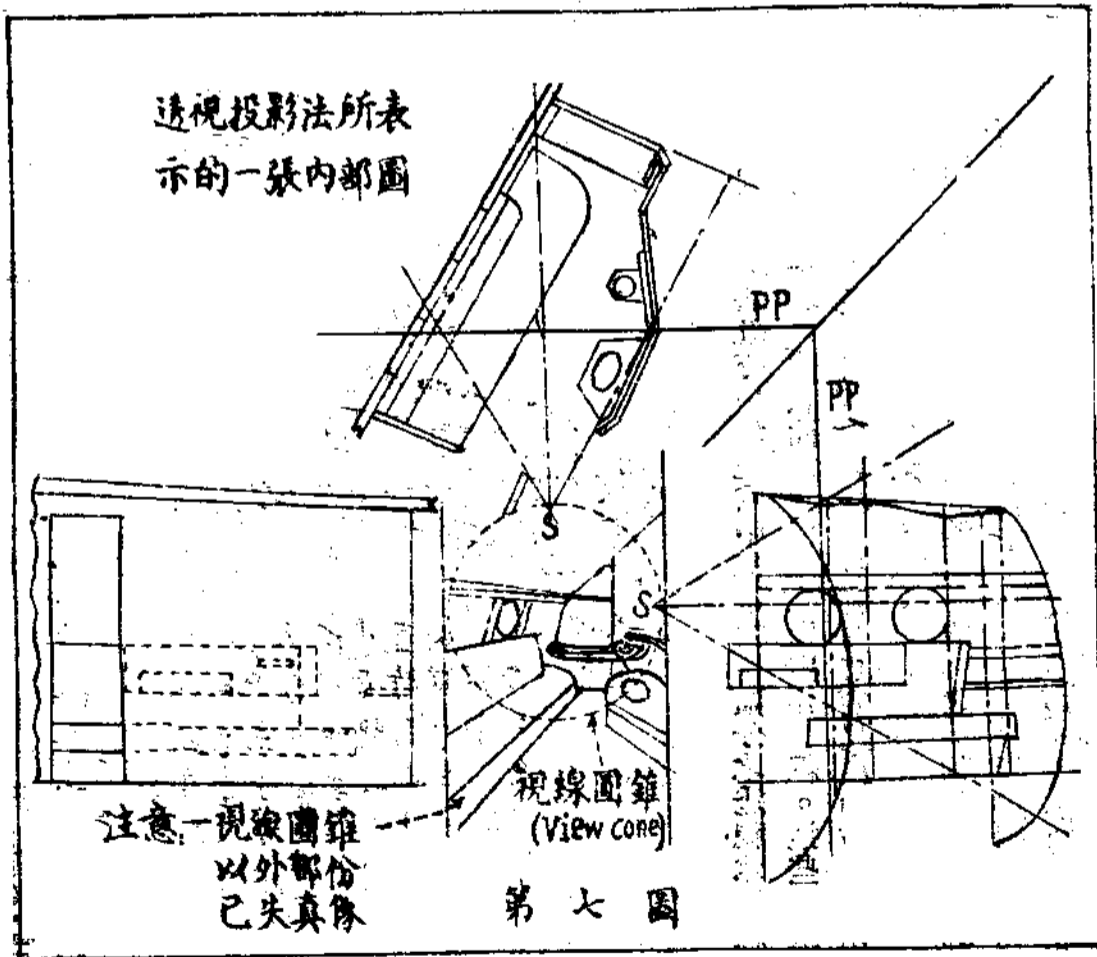 透視投影法所表
示的一張內部圖
PP
PP
S
S
視線圓錐
(View cone)
注意一視線圓錐
以外部份
已失真像
第七圖